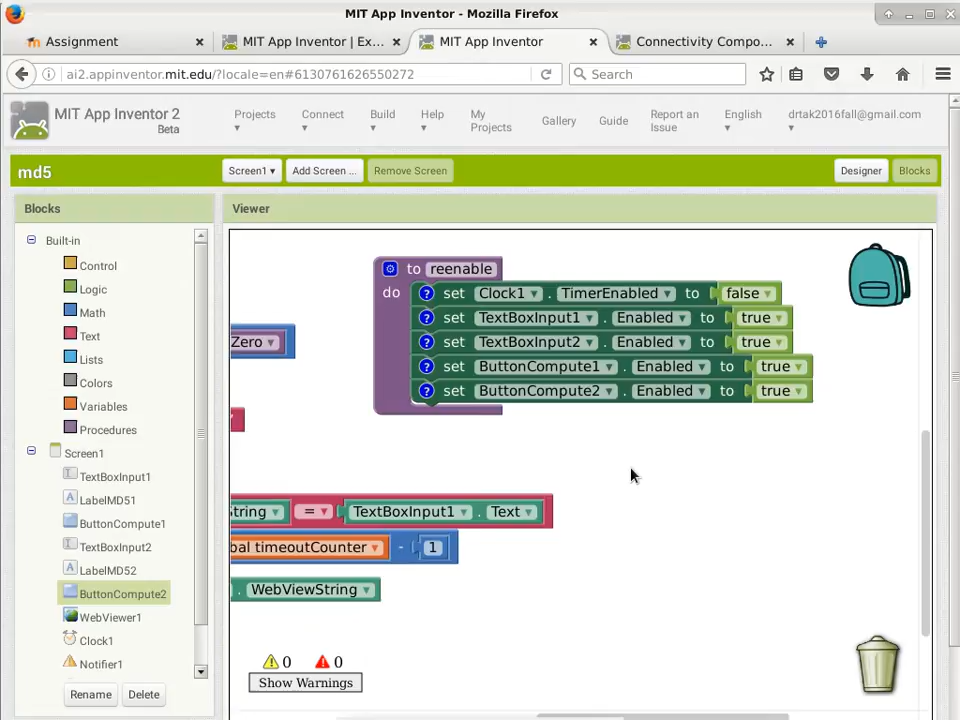 MIT App Inventor - Mozilla Firefox
Assignment
MIT App Inventor | Ex...
MIT App Inventor
Connectivity Compo...
ai2.appinventor.mit.edu/?locale=en#6130761626550272
Search
MIT App Inventor 2
Beta
Projects
Connect
Build
Help
My Projects
Gallery
Guide
Report an Issue
English
drtak2016fall@gmail.com
md5
Screen1
Add Screen ...
Remove Screen
Designer
Blocks
Blocks
Viewer
Built-in
Control
Logic
Math
Text
Lists
Colors
Variables
Procedures
Screen1
TextBoxInput1
LabelMD51
ButtonCompute1
TextBoxInput2
LabelMD52
ButtonCompute2
WebViewer1
Clock1
Notifier1
Rename
Delete
to reenable
do
? set Clock1 . TimerEnabled to false
? set TextBoxInput1 . Enabled to true
? set TextBoxInput2 . Enabled to true
? set ButtonCompute1 . Enabled to true
? set ButtonCompute2 . Enabled to true
Zero
String = TextBoxInput1 . Text
bal timeoutCounter - 1
. WebViewString
0 0
Show Warnings